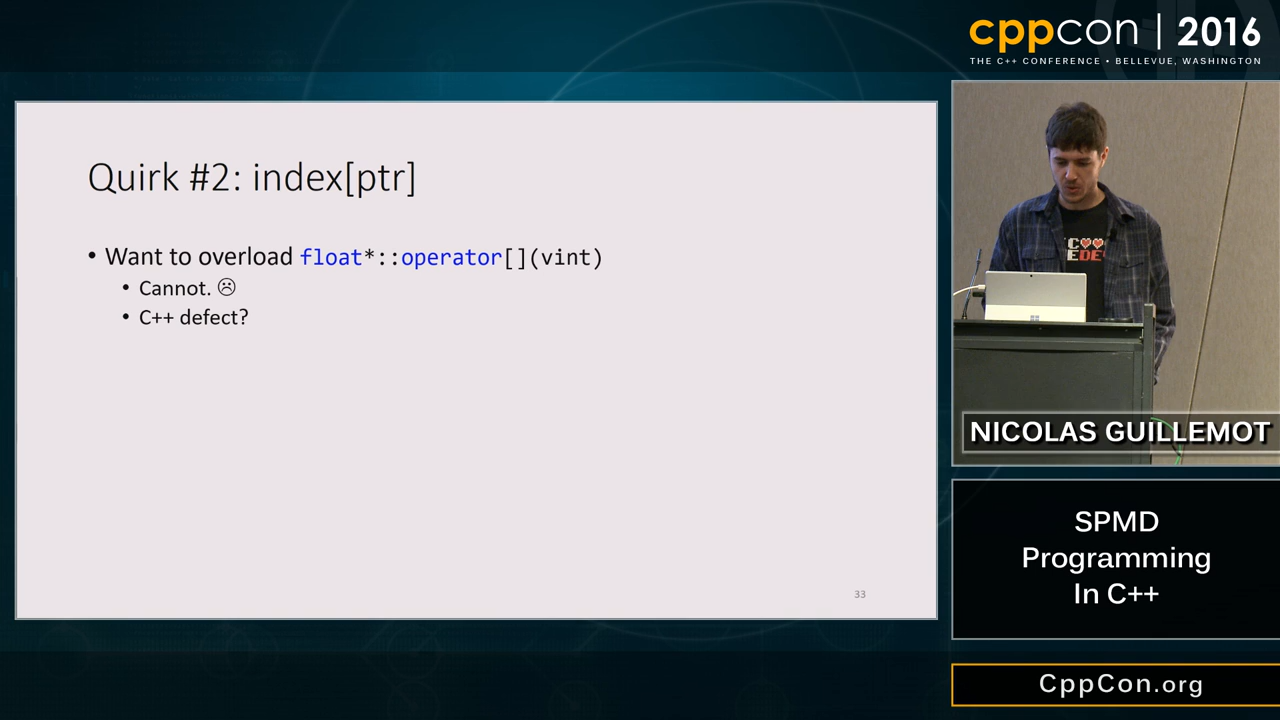 cppcon | 2016
THE C++ CONFERENCE • BELLEVUE, WASHINGTON
Quirk #2: index[ptr]
• Want to overload float*::operator[](vint)
• Cannot. ☹
• C++ defect?
33
C
EDE
NICOLAS GUILLEMOT
SPMD
Programming
In C++
CppCon.org